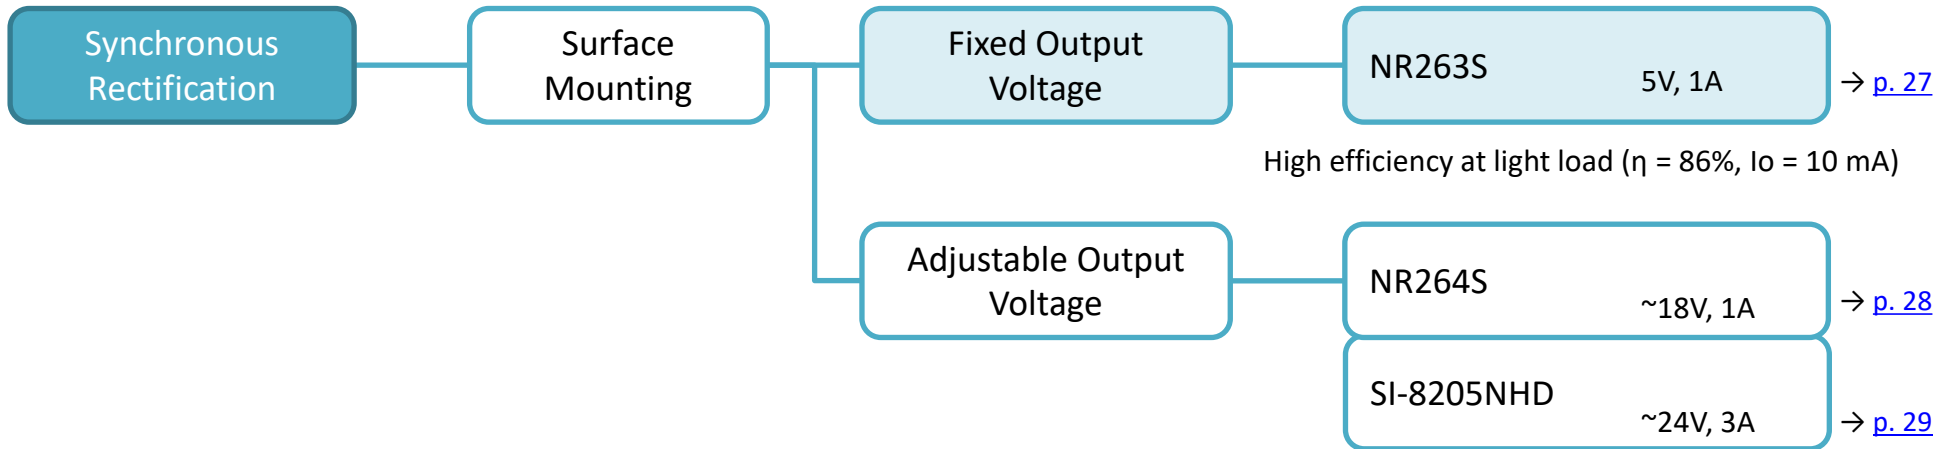 Synchronous
Rectification
Surface
Mounting
Fixed Output
Voltage
NR263S
5V, 1A
→ p. 27
High efficiency at light load (η = 86%, Io = 10 mA)
Adjustable Output
Voltage
NR264S
~18V, 1A
→ p. 28
SI-8205NHD
~24V, 3A
→ p. 29